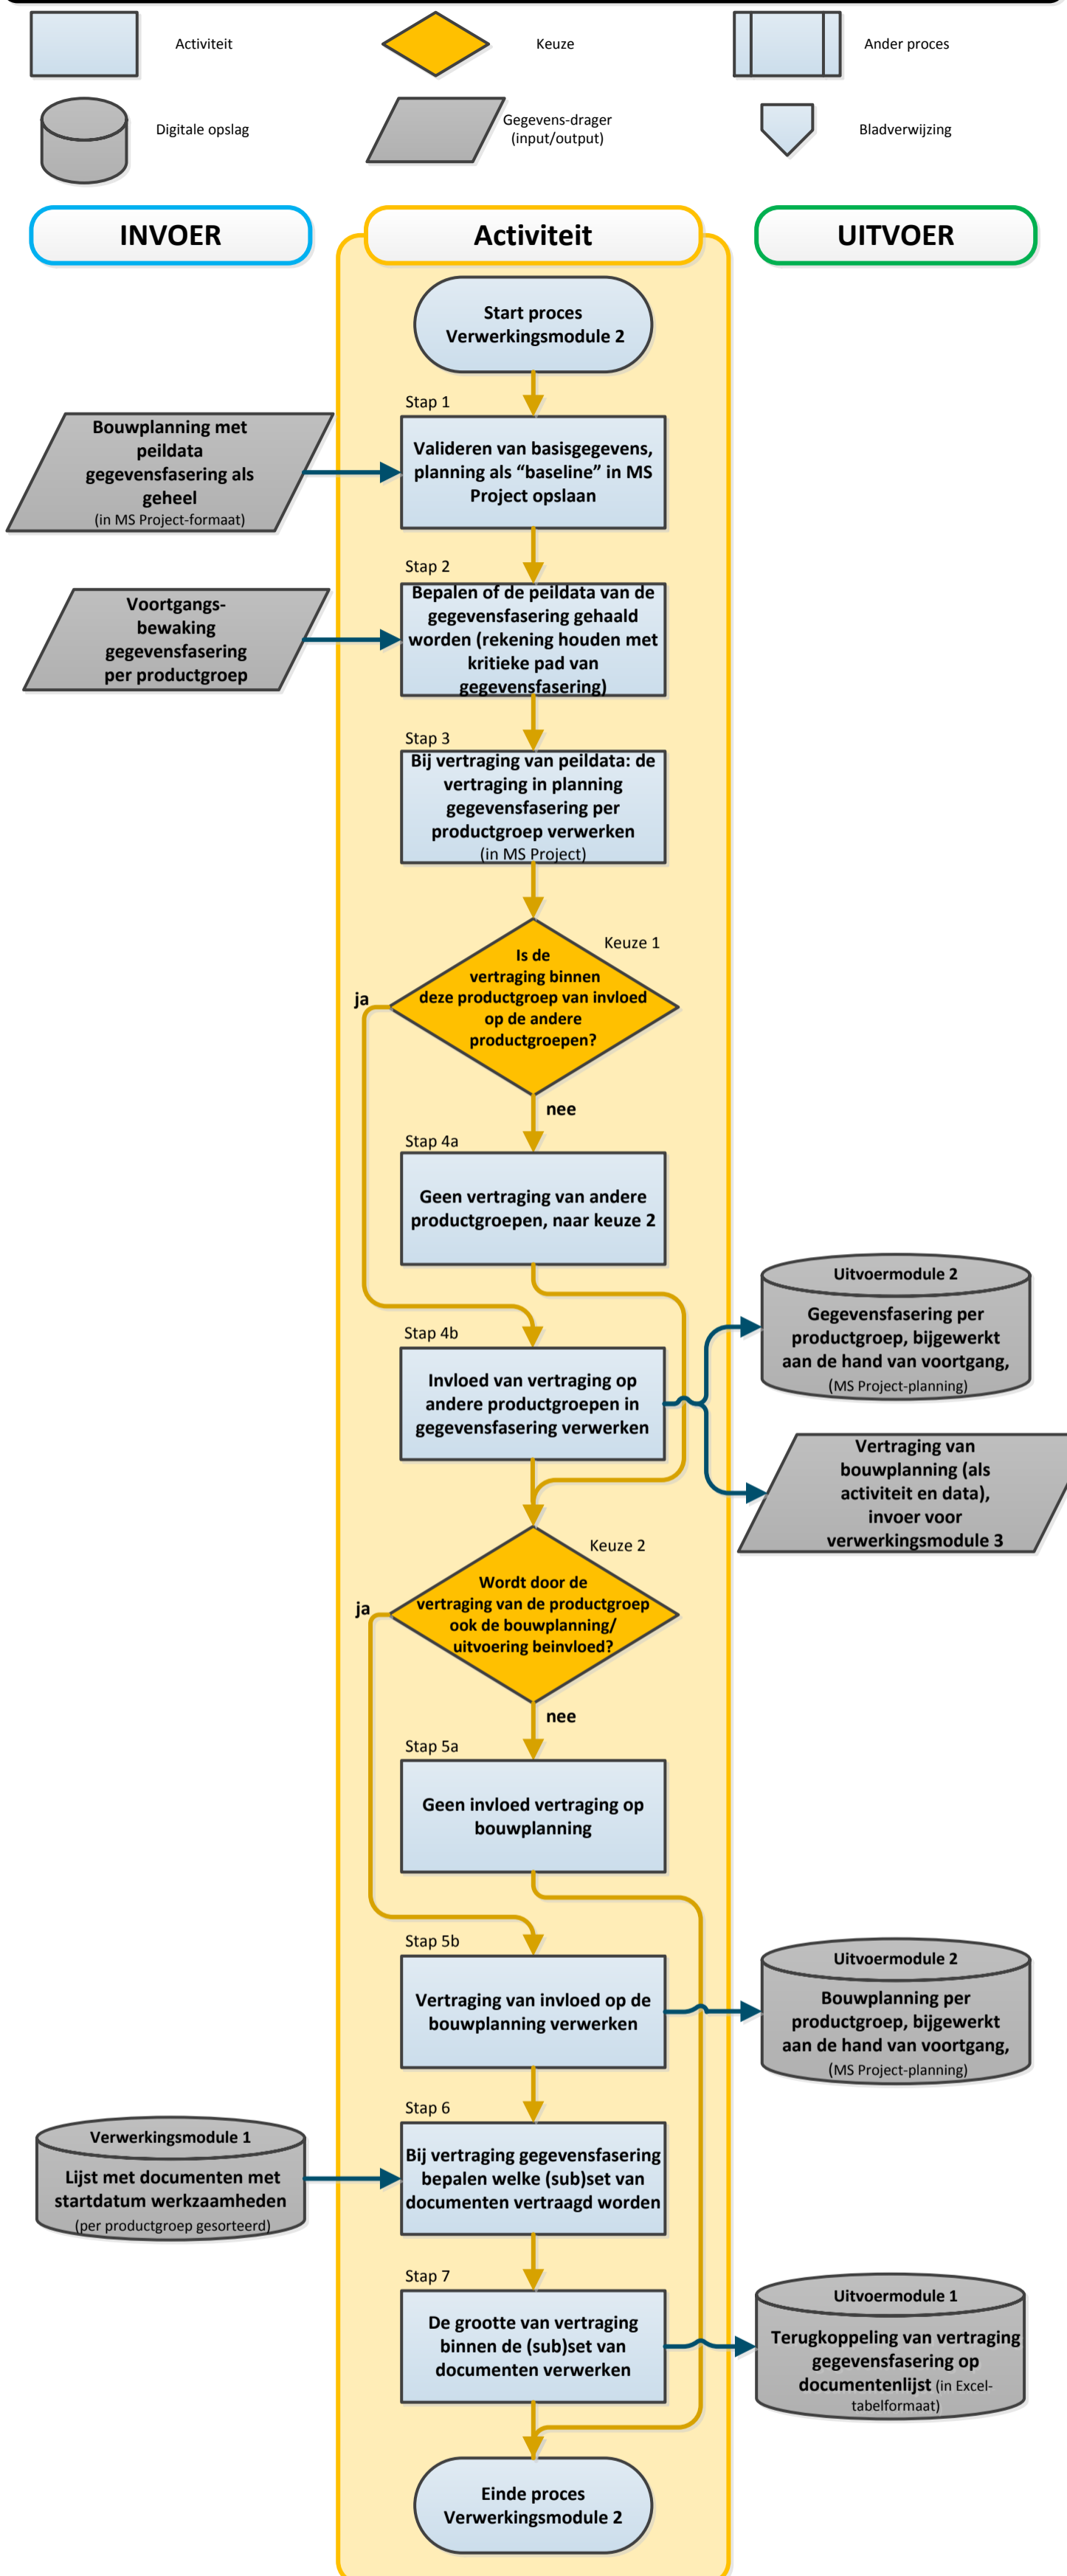 Activiteit
Keuze
Ander proces
Digitale opslag
Gegevens-drager
(input/output)
Bladverwijzing
INVOER
Activiteit
UITVOER
Start proces
Verwerkingsmodule 2
Stap 1
Bouwplanning met
peildata
gegevensfasering als
geheel
(in MS Project-formaat)
Valideren van basisgegevens,
planning als “baseline” in MS
Project opslaan
Stap 2
Voortgangs-
bewaking
gegevensfasering
per productgroep
Bepalen of de peildata van de
gegevensfasering gehaald
worden (rekening houden met
kritieke pad van
gegevensfasering)
Stap 3
Bij vertraging van peildata: de
vertraging in planning
gegevensfasering per
productgroep verwerken
(in MS Project)
Keuze 1
Is de
vertraging binnen
deze productgroep van invloed
op de andere
productgroepen?
ja
nee
Stap 4a
Geen vertraging van andere
productgroepen, naar keuze 2
Stap 4b
Invloed van vertraging op
andere productgroepen in
gegevensfasering verwerken
Uitvoermodule 2
Gegevensfasering per
productgroep, bijgewerkt
aan de hand van voortgang,
(MS Project-planning)
Vertraging van
bouwplanning (als
activiteit en data),
invoer voor
verwerkingsmodule 3
Keuze 2
Wordt door de
vertraging van de productgroep
ook de bouwplanning/
uitvoering beinvloed?
ja
nee
Stap 5a
Geen invloed vertraging op
bouwplanning
Stap 5b
Vertraging van invloed op de
bouwplanning verwerken
Uitvoermodule 2
Bouwplanning per
productgroep, bijgewerkt
aan de hand van voortgang,
(MS Project-planning)
Stap 6
Verwerkingsmodule 1
Lijst met documenten met
startdatum werkzaamheden
(per productgroep gesorteerd)
Bij vertraging gegevensfasering
bepalen welke (sub)set van
documenten vertraagd worden
Stap 7
De grootte van vertraging
binnen de (sub)set van
documenten verwerken
Uitvoermodule 1
Terugkoppeling van vertraging
gegevensfasering op
documentenlijst (in Excel-
tabelformaat)
Einde proces
Verwerkingsmodule 2